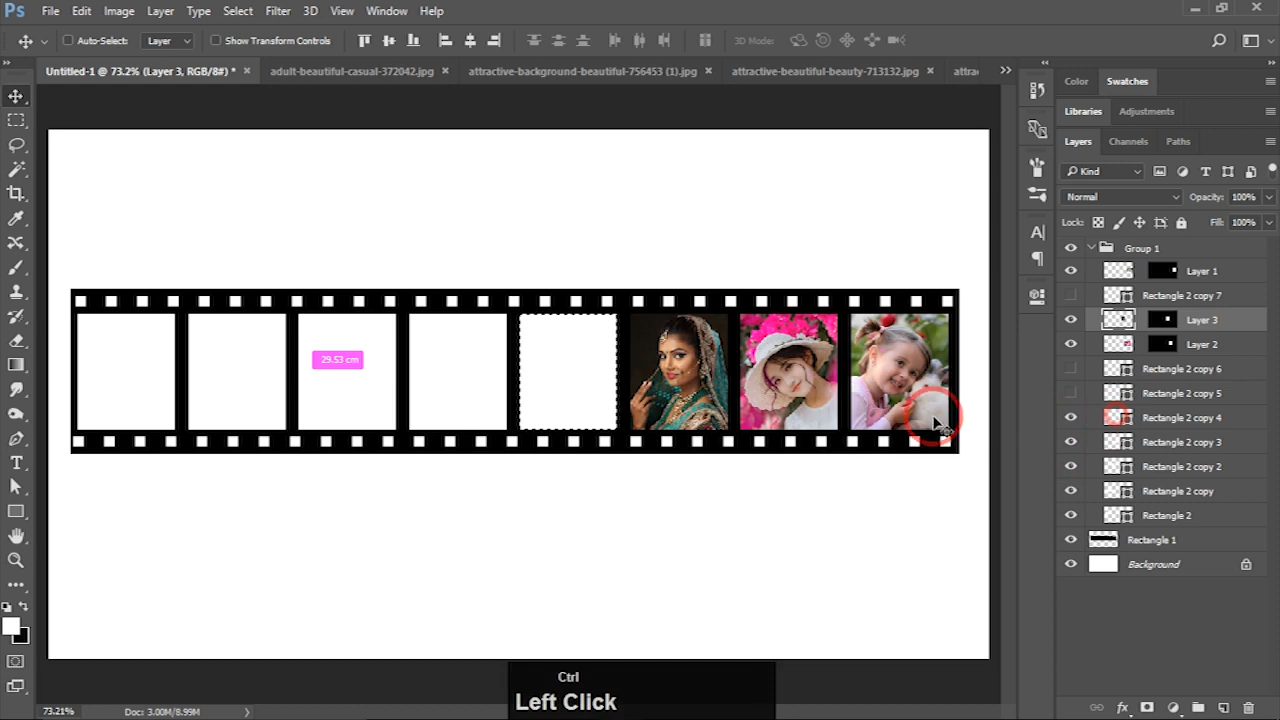 Ps File Edit Image Layer Type Select Filter 3D View Window Help
Auto-Select: Layer Show Transform Controls 3D Mode:
Untitled-1 @ 73.2% (Layer 3, RGB/8#) * × adult-beautiful-casual-372042.jpg × attractive-background-beautiful-756453 (1).jpg × attractive-beautiful-beauty-713132.jpg × attrac
Color Swatches
Libraries Adjustments
Layers Channels Paths
Kind
Normal Opacity: 100%
Lock: Fill: 100%
Group 1
Layer 1
Rectangle 2 copy 7
Layer 3
Layer 2
Rectangle 2 copy 6
Rectangle 2 copy 5
Rectangle 2 copy 4
Rectangle 2 copy 3
Rectangle 2 copy 2
Rectangle 2 copy
Rectangle 2
Rectangle 1
Background
29.53 cm
Ctrl
Left Click
73.21% Doc: 3.00M/8.99M